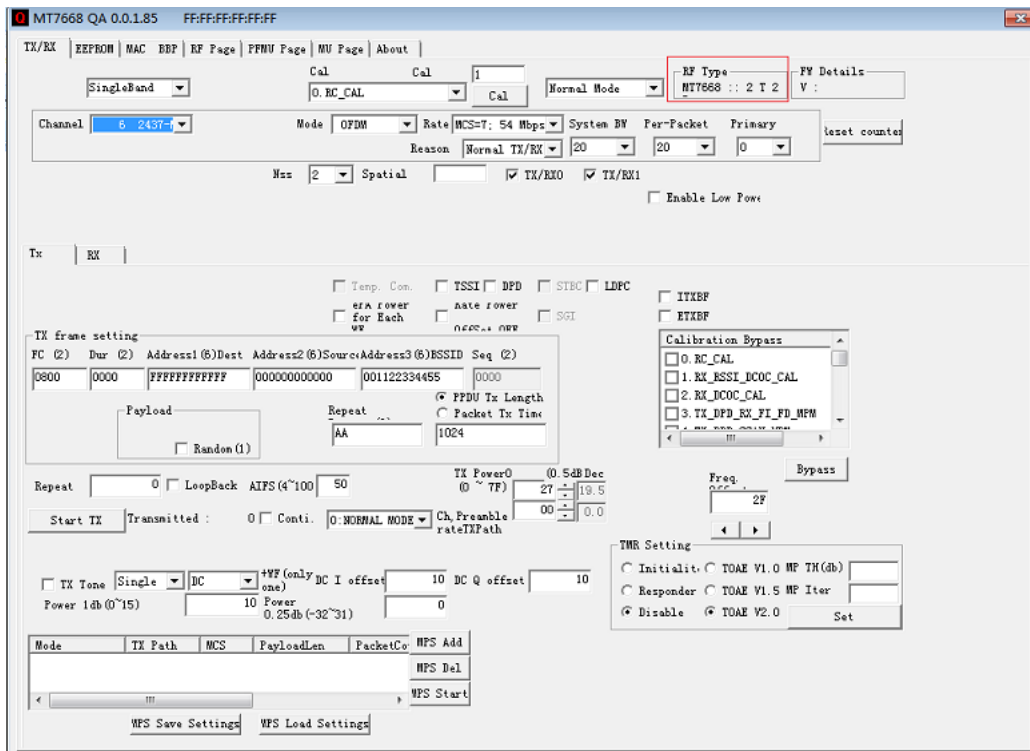 MT7668 QA 0.0.1.85 FF:FF:FF:FF:FF:FF
TX/RX EEPROM MAC BBP RF Page PFMU Page MU Page About
Cal Cal 1 RF Type FW Details
SingleBand 0. RC_CAL Cal Normal Mode MT7668 :: 2 T 2 V :
Channel 6 2437- Mode OFDM Rate MCS=7; 54 Mbps System BW Per-Packet Primary Reset counter
Reason Normal TX/RX 20 20 0
Nss 2 Spatial TX/RX0 TX/RX1
Enable Low Powe
Tx RX
Temp. Com. TSSI DPD STBC LDPC
for Each SGI
ITXBF
ETXBF
TX frame setting
FC (2) Dur (2) Address1 (6)Dest Address2 (6)Source Address3 (6)BSSID Seq (2)
0800 0000 FFFFFFFFFFFF 000000000000 001122334455 0000
Calibration Bypass
0. RC_CAL
1. RX_RSSI_DCOC_CAL
2. RX_DCOC_CAL
3. TX_DPD_RX_FI_FD_MPM
PPDU Tx Length
Payload Repeat Packet Tx Time
Random (1) AA 1024
Bypass
Repeat 0 LoopBack AIFS (4~100 50 TX Power0 (0.5dB Dec
(0 ~ 7F) 27 19.5
Freq.
2F
Start TX Transmitted : 0 Conti. 0:NORMAL MODE Ch,Preamble 00 0.0
rateTXPath
TX Tone Single DC +WF (only one) DC I offset 10 DC Q offset 10
Power 1db (0~15) 10 Power 0.25db (-32~31) 0
TMR Setting
TOAE V1.0 MP TH(db)
Responder TOAE V1.5 MP Iter
Disable TOAE V2.0 Set
Mode TX Path MCS PayloadLen PacketCo
MPS Add
MPS Del
MPS Start
MPS Save Settings MPS Load Settings